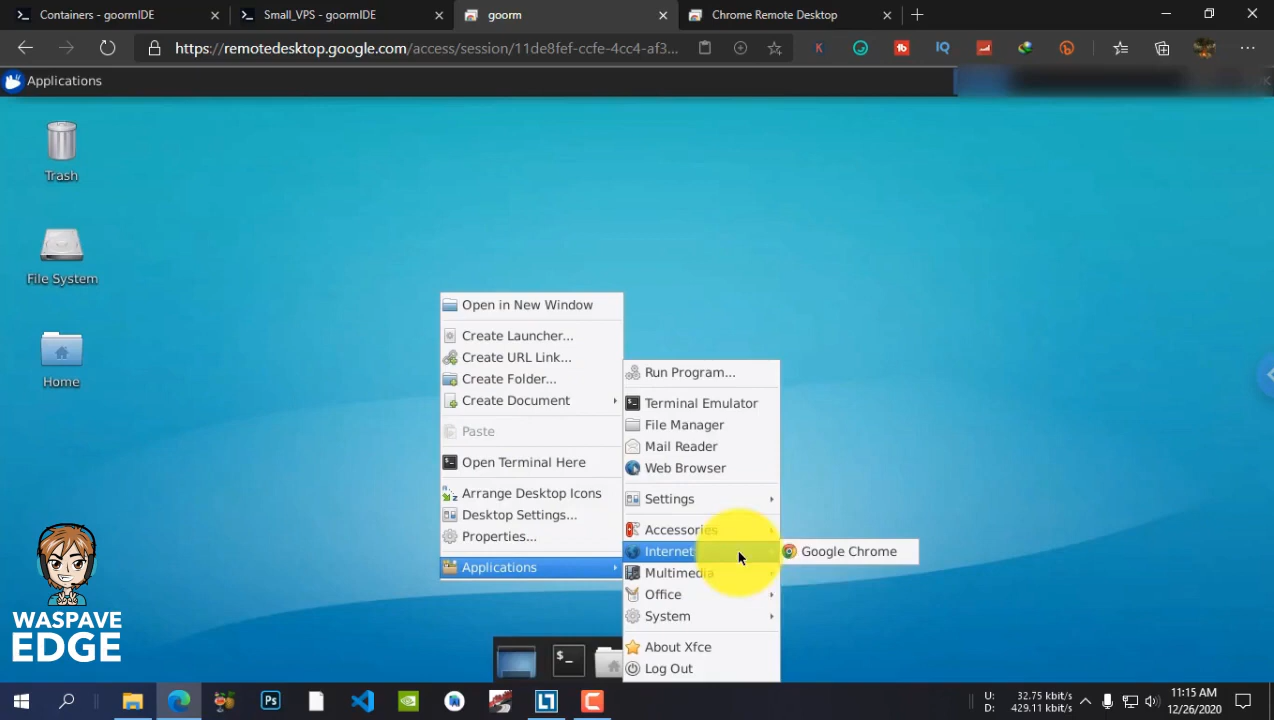 Containers - goormIDE
Small_VPS - goormIDE
goorm
Chrome Remote Desktop
https://remotedesktop.google.com/access/session/11de8fef-ccfe-4cc4-af3...
K
IQ
Applications
Trash
File System
Home
Open in New Window
Create Launcher...
Create URL Link...
Create Folder...
Create Document
Paste
Open Terminal Here
Arrange Desktop Icons
Desktop Settings...
Properties...
Applications
Run Program...
Terminal Emulator
File Manager
Mail Reader
Web Browser
Settings
Accessories
Internet
Multimedia
Office
System
About Xfce
Log Out
Google Chrome
WASPAVE
EDGE
Ps
U: 32.75 kbit/s
D: 429.11 kbit/s
11:15 AM
12/26/2020